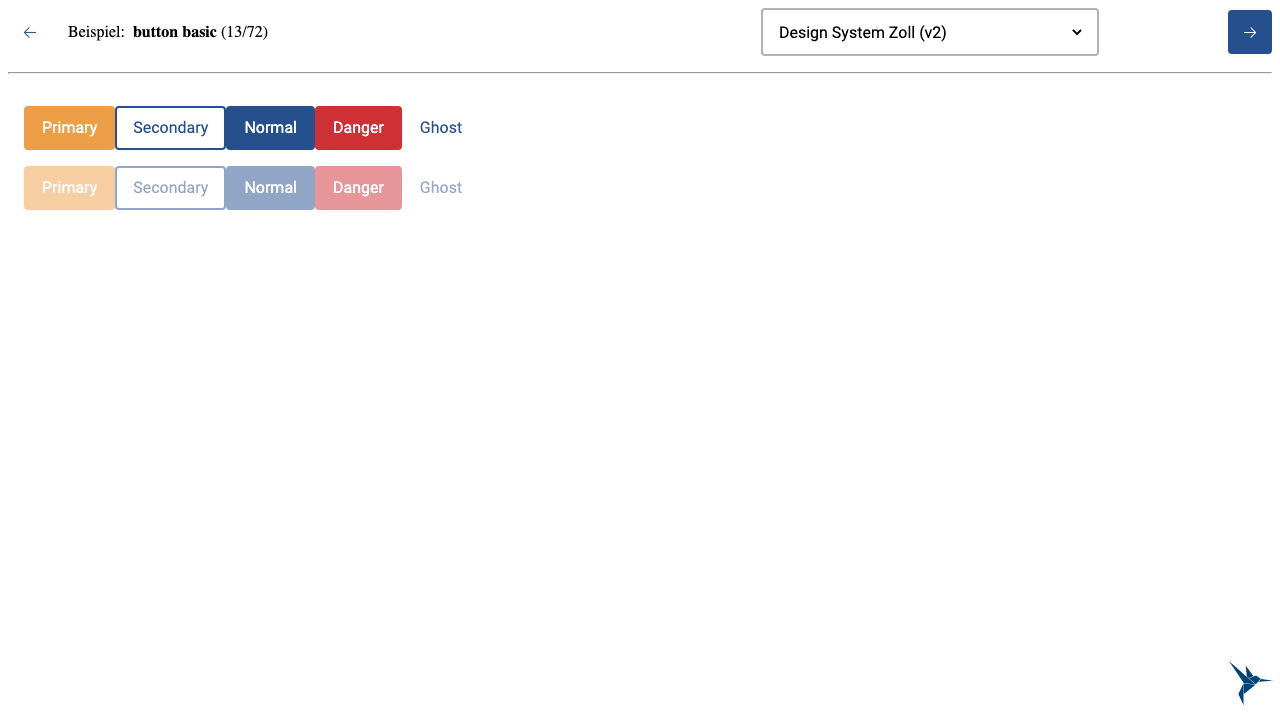 Beispiel: button basic (13/72) Design System Zoll (v2)
Primary Secondary Normal Danger Ghost
Primary Secondary Normal Danger Ghost